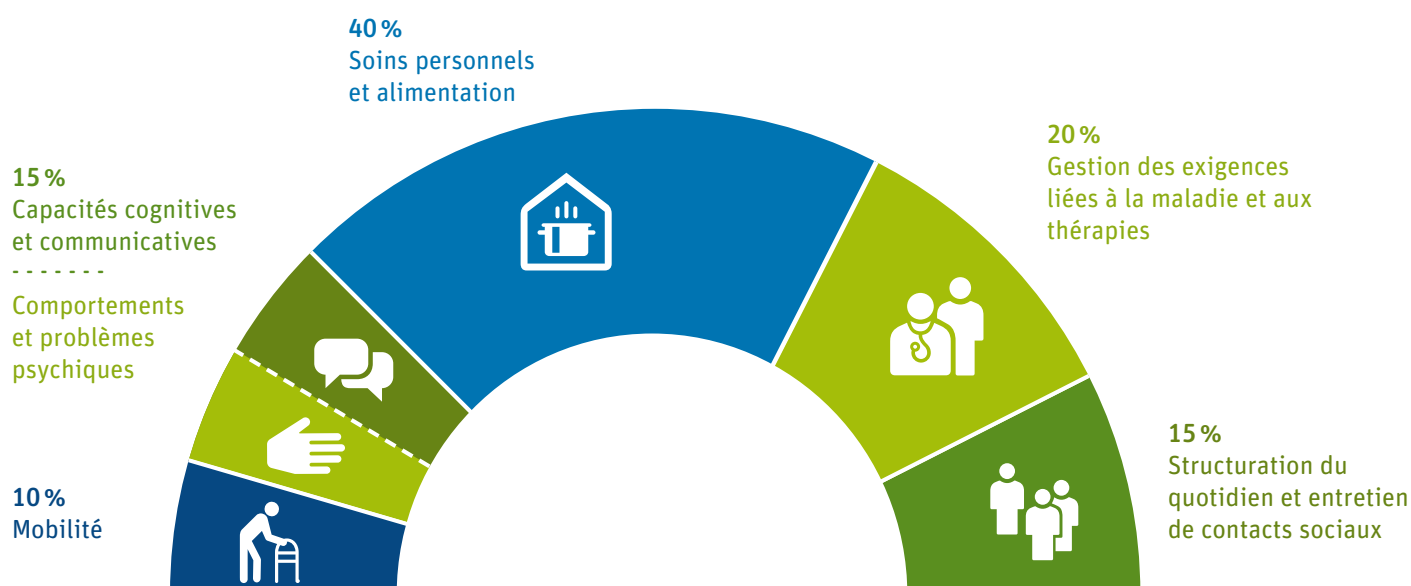 40 %
Soins personnels
et alimentation
20 %
Gestion des exigences
liées à la maladie et aux
thérapies
15 %
Capacités cognitives
et communicatives
- - - - - - -
Comportements
et problèmes
psychiques
15 %
Structuration du
quotidien et entretien
de contacts sociaux
10 %
Mobilité